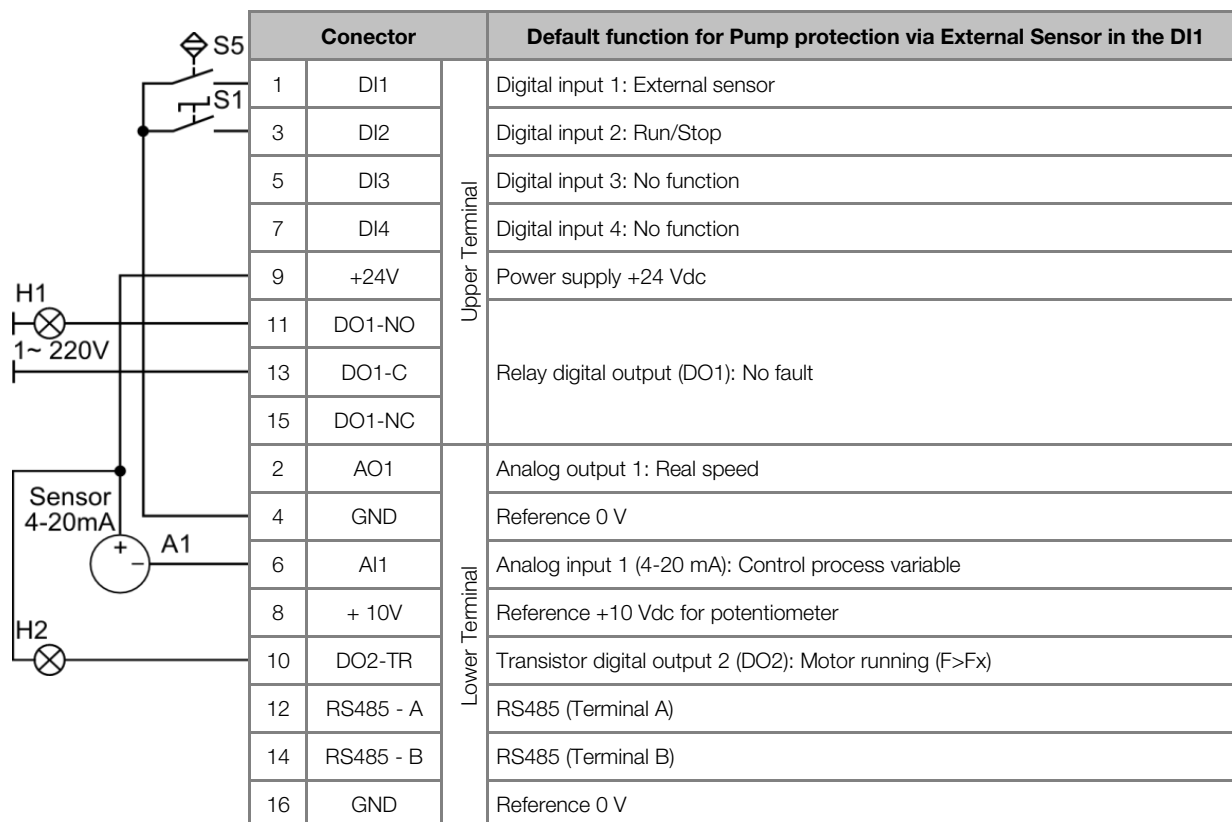 Conector Default function for Pump protection via External Sensor in the DI1
S5
1 DI1 Digital input 1: External sensor
S1
3 DI2 Digital input 2: Run/Stop
5 DI3 Digital input 3: No function
7 DI4 Digital input 4: No function
Upper Terminal
9 +24V Power supply +24 Vdc
H1
11 DO1-NO
1~ 220V
13 DO1-C Relay digital output (DO1): No fault
15 DO1-NC
2 AO1 Analog output 1: Real speed
Sensor
4-20mA
4 GND Reference 0 V
+
-
A1
6 AI1 Analog input 1 (4-20 mA): Control process variable
8 + 10V Reference +10 Vdc for potentiometer
Lower Terminal
H2
10 DO2-TR Transistor digital output 2 (DO2): Motor running (F>Fx)
12 RS485 - A RS485 (Terminal A)
14 RS485 - B RS485 (Terminal B)
16 GND Reference 0 V